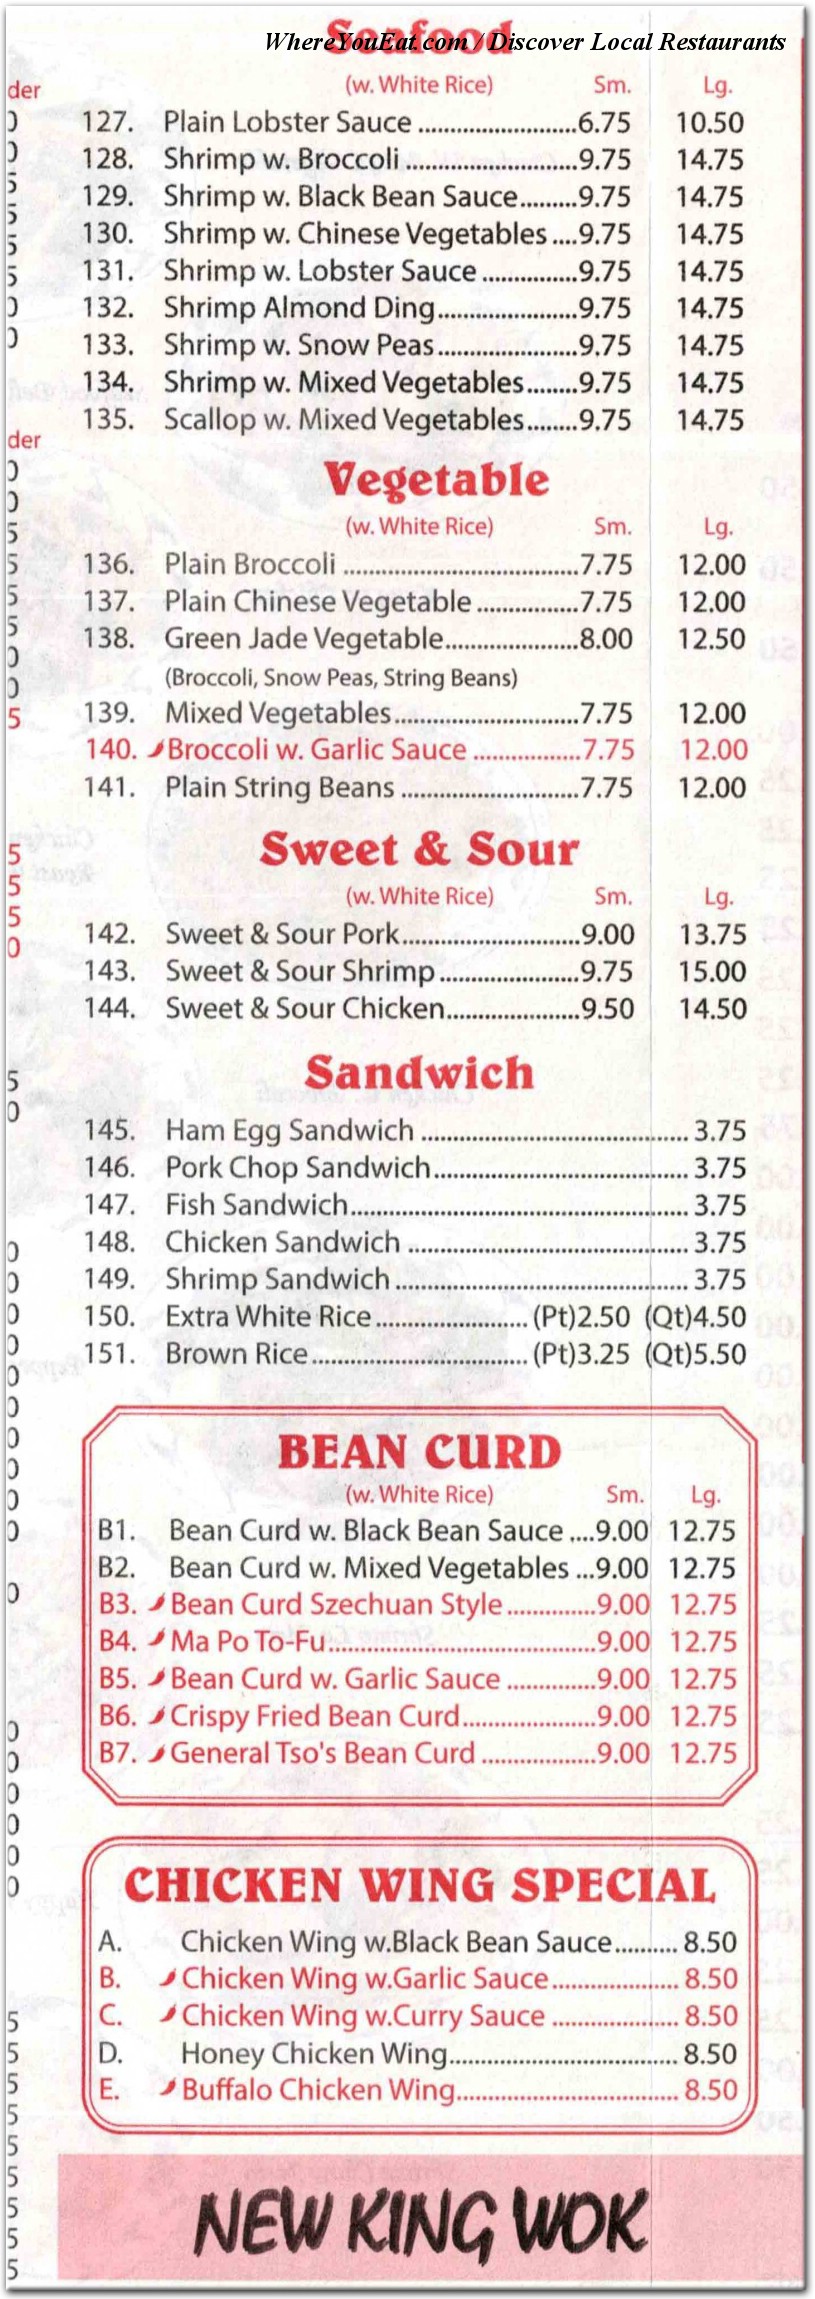 Seafood
WhereYouEat.com / Discover Local Restaurants
(w. White Rice) Sm. Lg.
127. Plain Lobster Sauce ........................6.75 10.50
128. Shrimp w. Broccoli ..........................9.75 14.75
129. Shrimp w. Black Bean Sauce.........9.75 14.75
130. Shrimp w. Chinese Vegetables ....9.75 14.75
131. Shrimp w. Lobster Sauce ..............9.75 14.75
132. Shrimp Almond Ding.....................9.75 14.75
133. Shrimp w. Snow Peas.....................9.75 14.75
134. Shrimp w. Mixed Vegetables........9.75 14.75
135. Scallop w. Mixed Vegetables........9.75 14.75
Vegetable
(w. White Rice) Sm. Lg.
136. Plain Broccoli ...................................7.75 12.00
137. Plain Chinese Vegetable ...............7.75 12.00
138. Green Jade Vegetable....................8.00 12.50
(Broccoli, Snow Peas, String Beans)
139. Mixed Vegetables............................7.75 12.00
140. Broccoli w. Garlic Sauce ................7.75 12.00
141. Plain String Beans ...........................7.75 12.00
Sweet & Sour
(w. White Rice) Sm. Lg.
142. Sweet & Sour Pork...........................9.00 13.75
143. Sweet & Sour Shrimp.....................9.75 15.00
144. Sweet & Sour Chicken....................9.50 14.50
Sandwich
145. Ham Egg Sandwich ........................................ 3.75
146. Pork Chop Sandwich...................................... 3.75
147. Fish Sandwich.................................................. 3.75
148. Chicken Sandwich .......................................... 3.75
149. Shrimp Sandwich............................................ 3.75
150. Extra White Rice....................... (Pt)2.50 (Qt)4.50
151. Brown Rice................................ (Pt)3.25 (Qt)5.50
BEAN CURD
(w. White Rice) Sm. Lg.
B1. Bean Curd w. Black Bean Sauce ....9.00 12.75
B2. Bean Curd w. Mixed Vegetables ...9.00 12.75
B3. Bean Curd Szechuan Style.............9.00 12.75
B4. Ma Po To-Fu.......................................9.00 12.75
B5. Bean Curd w. Garlic Sauce .............9.00 12.75
B6. Crispy Fried Bean Curd...................9.00 12.75
B7. General Tso's Bean Curd .................9.00 12.75
CHICKEN WING SPECIAL
A. Chicken Wing w.Black Bean Sauce.......... 8.50
B. Chicken Wing w.Garlic Sauce................... 8.50
C. Chicken Wing w.Curry Sauce ................... 8.50
D. Honey Chicken Wing.................................. 8.50
E. Buffalo Chicken Wing................................. 8.50
NEW KING WOK